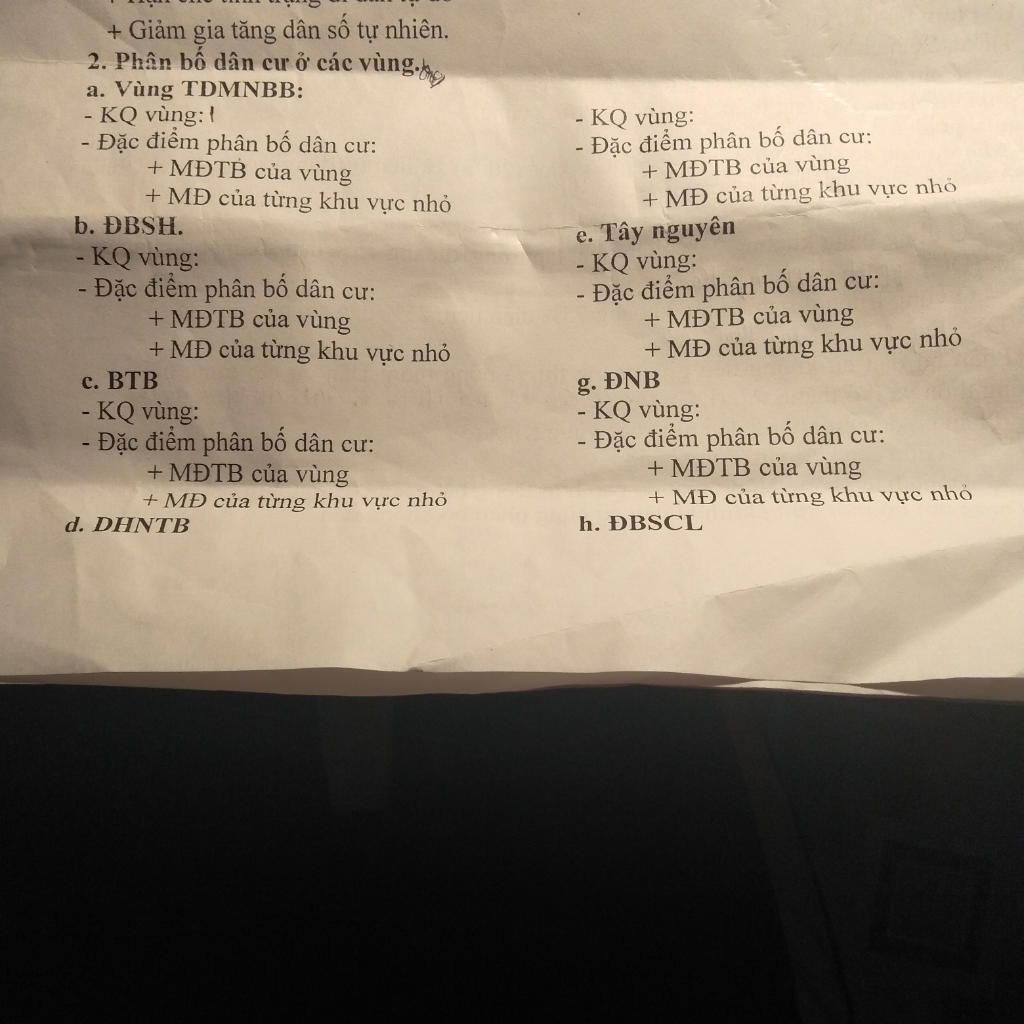 + Giảm gia tăng dân số tự nhiên.
2. Phân bố dân cư ở các vùng.
a. Vùng TDMNBB:
- KQ vùng:
- Đặc điểm phân bố dân cư:
+ MĐTB của vùng
+ MĐ của từng khu vực nhỏ
b. ĐBSH.
- KQ vùng:
- Đặc điểm phân bố dân cư:
+ MĐTB của vùng
+ MĐ của từng khu vực nhỏ
c. BTB
- KQ vùng:
- Đặc điểm phân bố dân cư:
+ MĐTB của vùng
+ MĐ của từng khu vực nhỏ
d. DHNTB
- KQ vùng:
- Đặc điểm phân bố dân cư:
+ MĐTB của vùng
+ MĐ của từng khu vực nhỏ
e. Tây nguyên
- KQ vùng:
- Đặc điểm phân bố dân cư:
+ MĐTB của vùng
+ MĐ của từng khu vực nhỏ
g. ĐNB
- KQ vùng:
- Đặc điểm phân bố dân cư:
+ MĐTB của vùng
+ MĐ của từng khu vực nhỏ
h. ĐBSCL